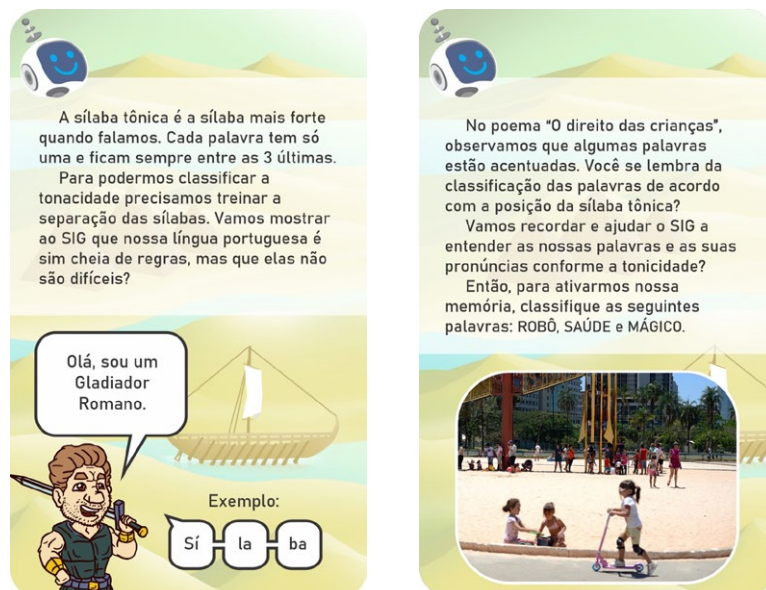 A sílaba tônica é a sílaba mais forte
quando falamos. Cada palavra tem só
uma e ficam sempre entre as 3 últimas.
Para podermos classificar a
tonacidade precisamos treinar a
separação das sílabas. Vamos mostrar
ao SIG que nossa língua portuguesa é
sim cheia de regras, mas que elas não
são difíceis?
Olá, sou um
Gladiador
Romano.
Exemplo:
Sí la ba
No poema “O direito das crianças”,
observamos que algumas palavras
estão acentuadas. Você se lembra da
classificação das palavras de acordo
com a posição da sílaba tônica?
Vamos recordar e ajudar o SIG a
entender as nossas palavras e as suas
pronúncias conforme a tonicidade?
Então, para ativarmos nossa
memória, classifique as seguintes
palavras: ROBÔ, SAÚDE e MÁGICO.